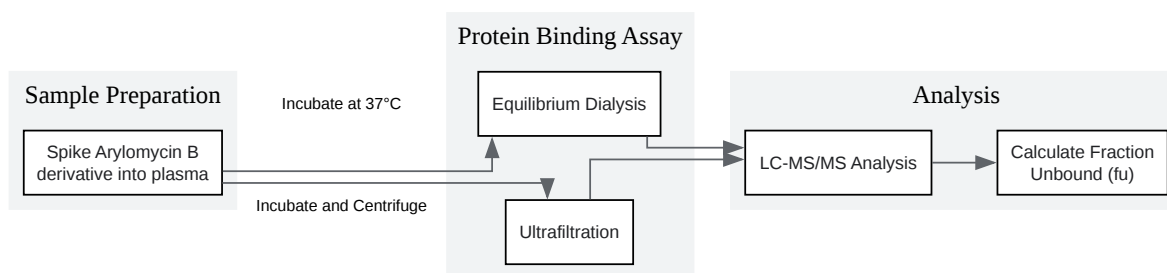 Sample Preparation
Spike Arylomycin B
derivative into plasma
Incubate at 37°C
Incubate and Centrifuge
Protein Binding Assay
Equilibrium Dialysis
Ultrafiltration
Analysis
LC-MS/MS Analysis
Calculate Fraction
Unbound (fu)